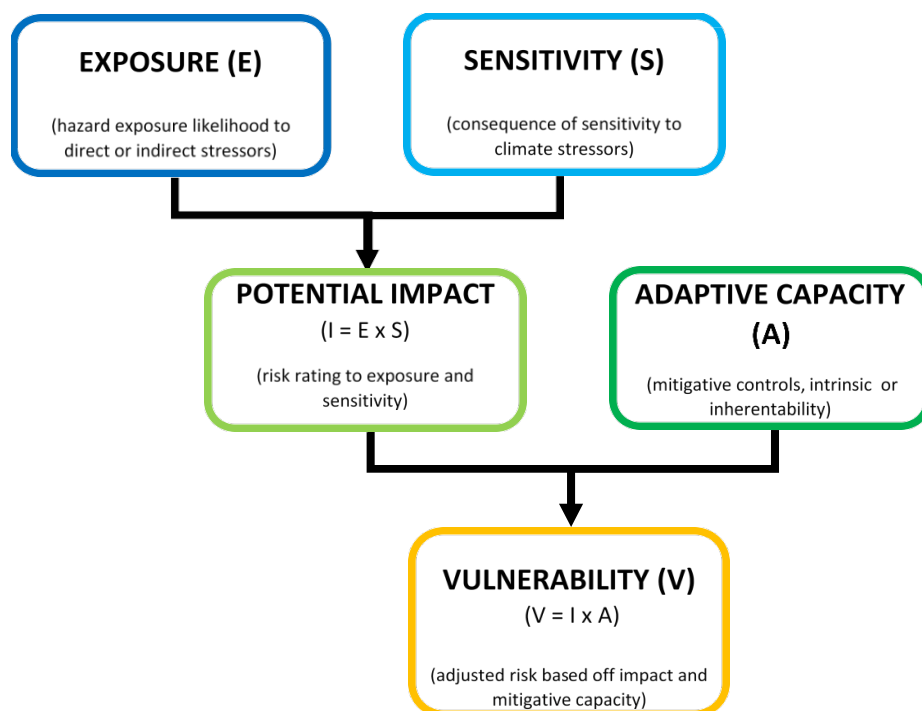 EXPOSURE (E)
(hazard exposure likelihood to
direct or indirect stressors)
SENSITIVITY (S)
(consequence of sensitivity to
climate stressors)
POTENTIAL IMPACT
(I = E x S)
(risk rating to exposure and
sensitivity)
ADAPTIVE CAPACITY
(A)
(mitigative controls, intrinsic or
inherentability)
VULNERABILITY (V)
(V = I x A)
(adjusted risk based off impact and
mitigative capacity)